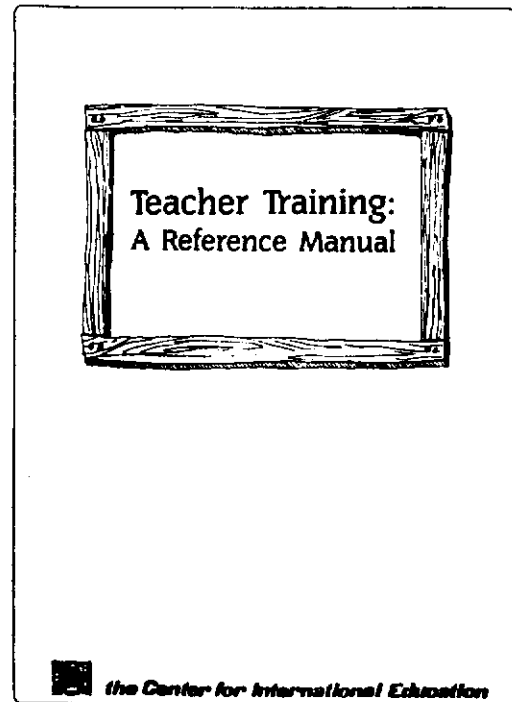 Teacher Training:
A Reference Manual
the Center for International Education